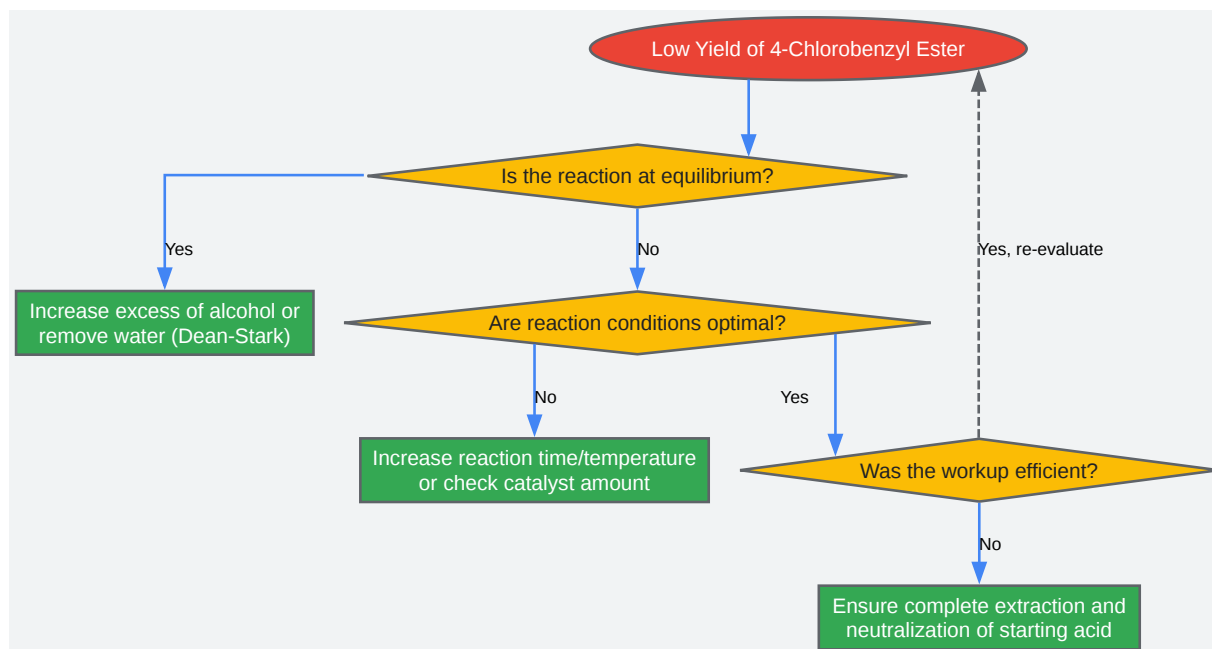 Low Yield of 4-Chlorobenzyl Ester
Is the reaction at equilibrium?
Yes
No
Yes, re-evaluate
Increase excess of alcohol or
remove water (Dean-Stark)
Are reaction conditions optimal?
No
Yes
Increase reaction time/temperature
or check catalyst amount
Was the workup efficient?
No
Ensure complete extraction and
neutralization of starting acid